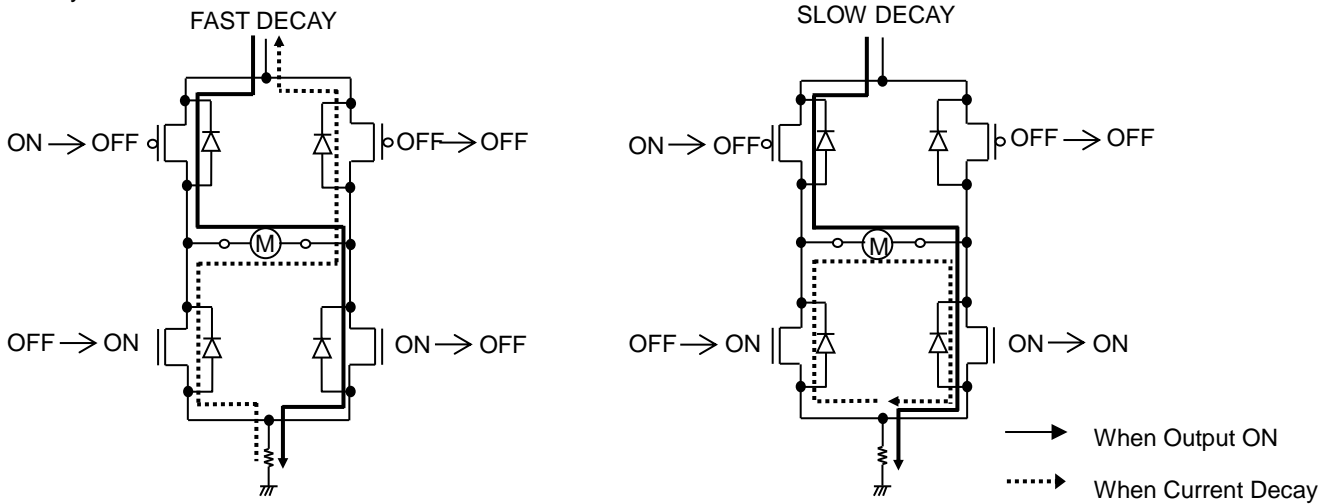 FAST DECAY
ON → OFF
OFF → OFF
M
OFF → ON
ON → OFF
SLOW DECAY
ON → OFF
OFF → OFF
M
OFF → ON
ON → ON
When Output ON
When Current Decay